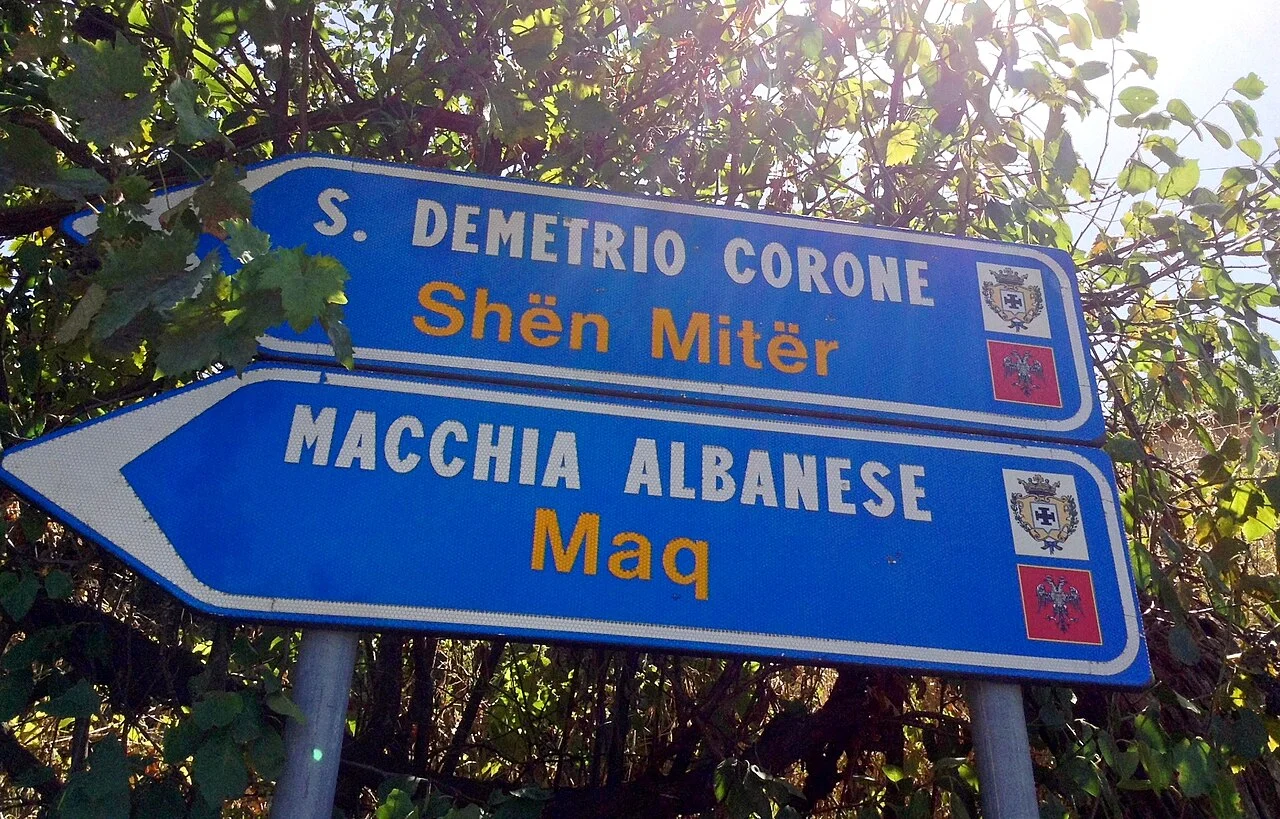 S. DEMETRIO CORONE
Shën Mitër
MACCHIA ALBANESE
Maq